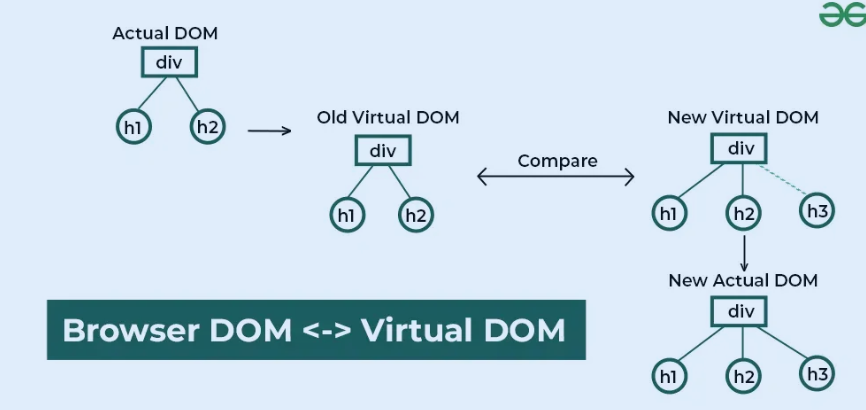 Actual DOM
div
h1
h2
Old Virtual DOM
div
h1
h2
Compare
New Virtual DOM
div
h1
h2
h3
New Actual DOM
div
h1
h2
h3
Browser DOM <-> Virtual DOM